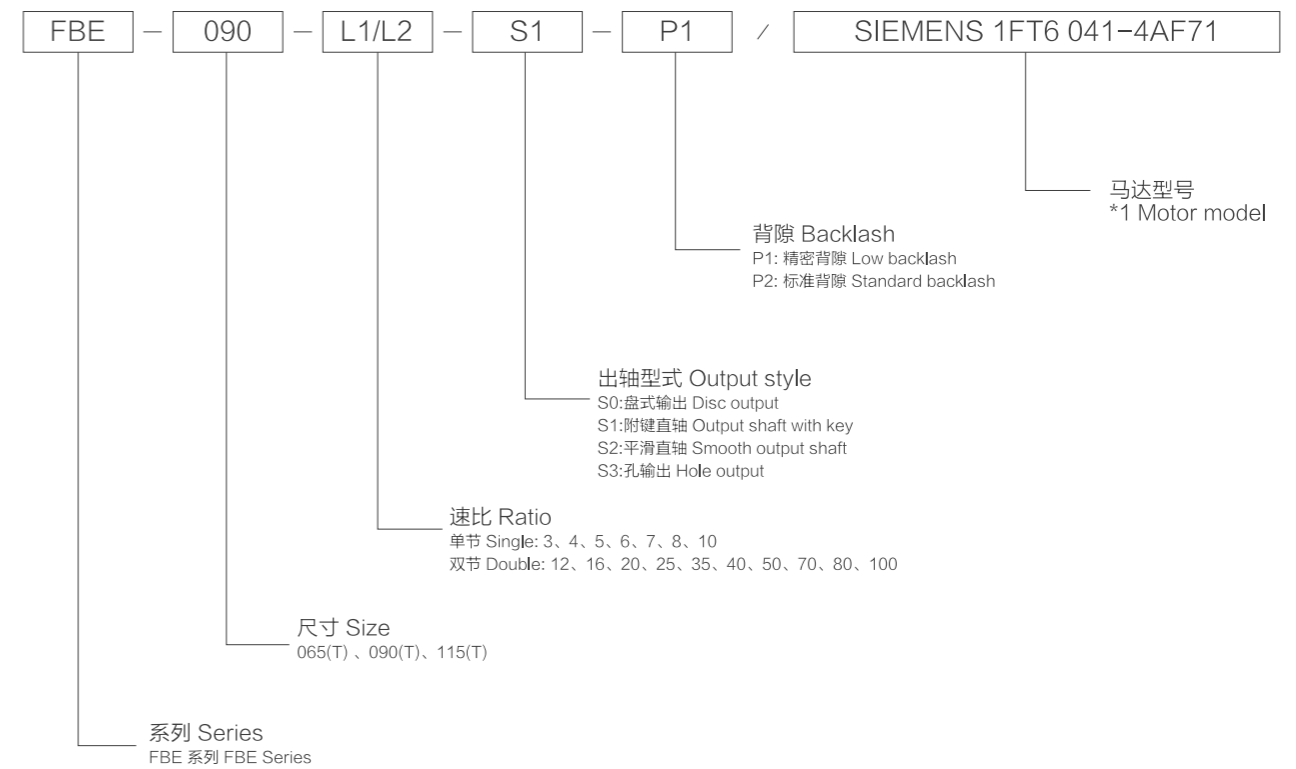 FBE - 090 - L1/L2 - S1 - P1 / SIEMENS 1FT6 041-4AF71
马达型号
*1 Motor model
背隙 Backlash
P1: 精密背隙 Low backlash
P2: 标准背隙 Standard backlash
出轴型式 Output style
S0:盘式输出 Disc output
S1:附键直轴 Output shaft with key
S2:平滑直轴 Smooth output shaft
S3:孔输出 Hole output
速比 Ratio
单节 Single: 3、4、5、6、7、8、10
双节 Double: 12、16、20、25、35、40、50、70、80、100
尺寸 Size
065(T) 、090(T)、115(T)
系列 Series
FBE 系列 FBE Series